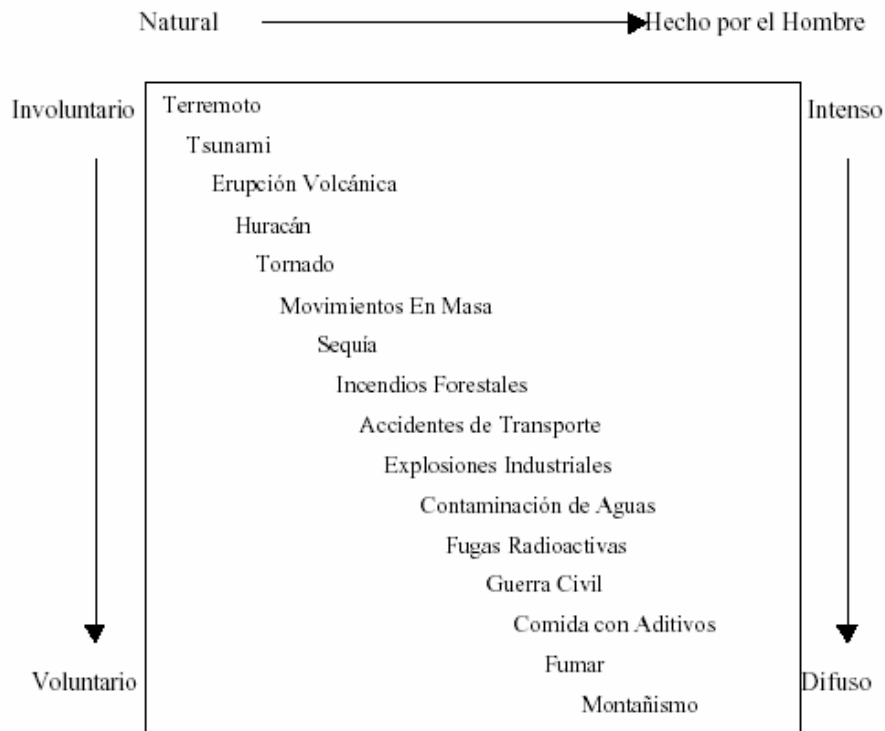 Natural Hecho por el Hombre
Involuntario Terremoto Intenso
Tsunami
Erupción Volcánica
Huracán
Tornado
Movimientos En Masa
Sequía
Incendios Forestales
Accidentes de Transporte
Explosiones Industriales
Contaminación de Aguas
Fugas Radioactivas
Guerra Civil
Comida con Aditivos
Fumar
Voluntario Difuso
Montañismo